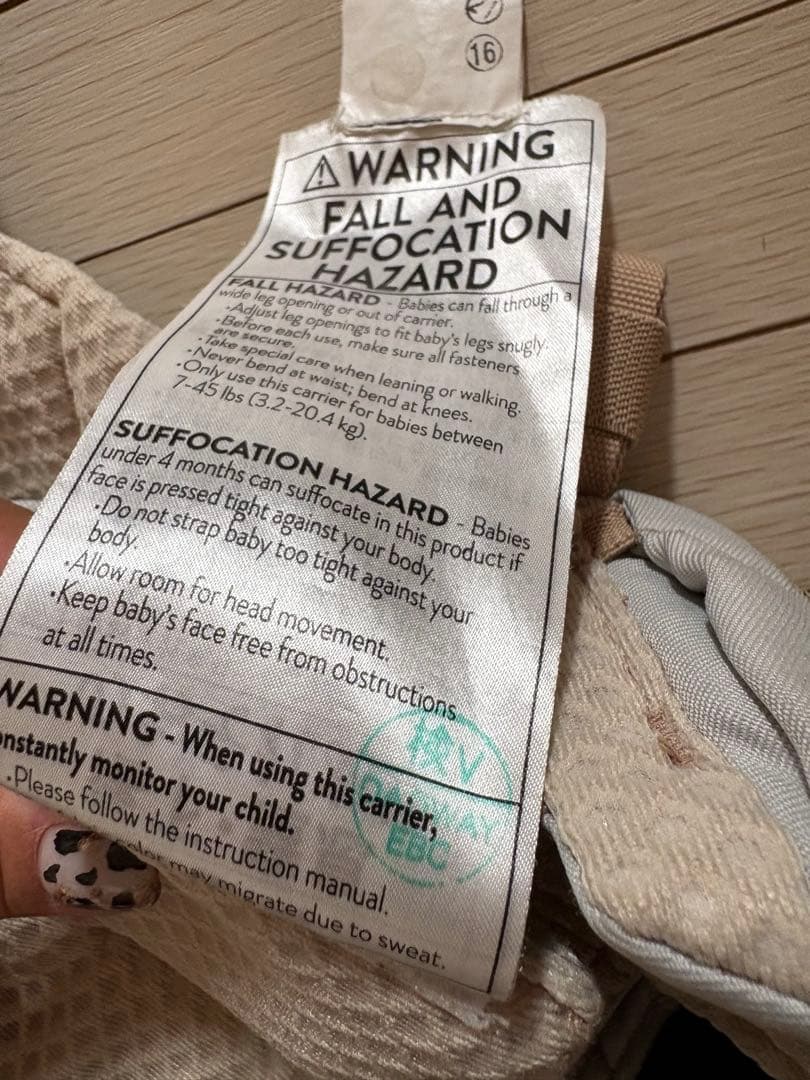 16
WARNING
FALL AND
SUFFOCATION
HAZARD
FALL HAZARD - Babies can fall through a
wide leg opening or out of carrier.
•Adjust leg openings to fit baby's legs snugly.
•Before each use, make sure all fasteners
are secure.
•Take special care when leaning or walking.
•Never bend at waist; bend at knees.
•Only use this carrier for babies between
7-45 lbs (3.2-20.4 kg).
SUFFOCATION HAZARD - Babies
under 4 months can suffocate in this product if
face is pressed tight against your body.
•Do not strap baby too tight against your
body.
•Allow room for head movement.
•Keep baby's face free from obstructions
at all times.
WARNING - When using this carrier,
constantly monitor your child.
•Please follow the instruction manual.
color may migrate due to sweat.
検V
EBC